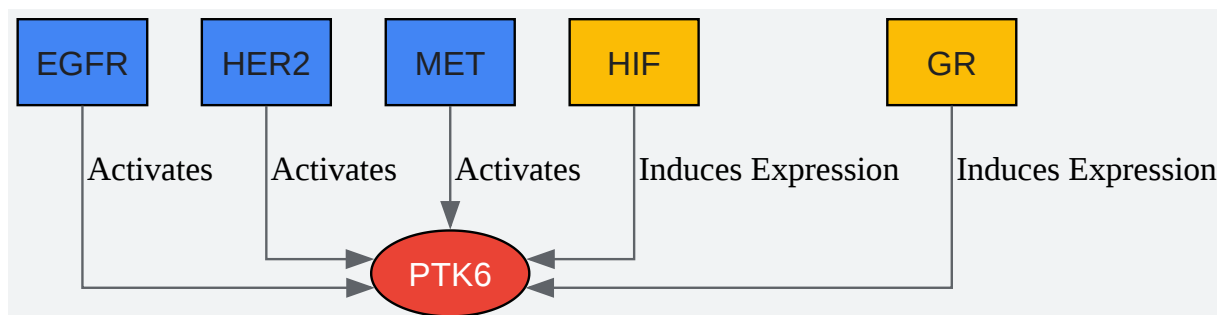 EGFR HER2 MET HIF GR
Activates Activates Activates Induces Expression Induces Expression
PTK6